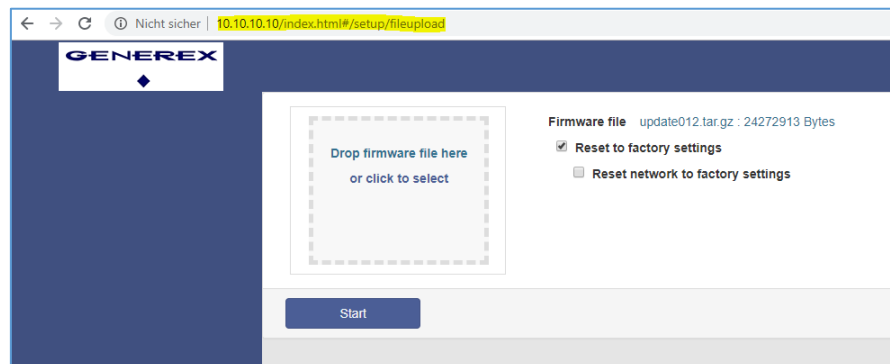 Nicht sicher | 10.10.10.10/index.html#/setup/fileupload
GENEREX
Drop firmware file here
or click to select
Firmware file update012.tar.gz : 24272913 Bytes
Reset to factory settings
Reset network to factory settings
Start